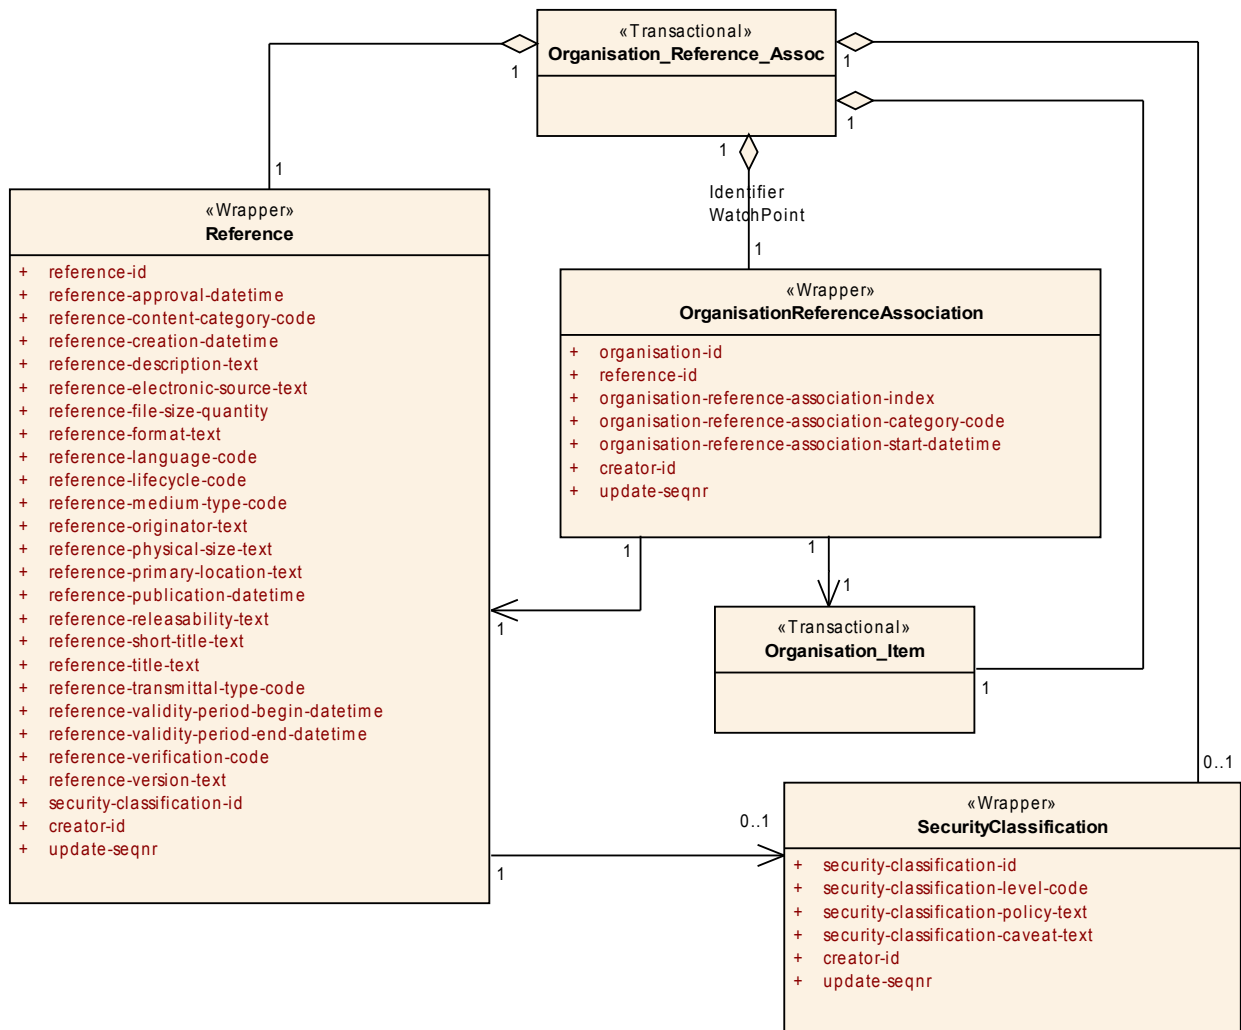 «Transactional»
Organisation_Reference_Assoc
1
1
1
1
1
Identifier
WatchPoint
1
«Wrapper»
Reference
+ reference-id
+ reference-approval-datetime
+ reference-content-category-code
+ reference-creation-datetime
+ reference-description-text
+ reference-electronic-source-text
+ reference-file-size-quantity
+ reference-format-text
+ reference-language-code
+ reference-lifecycle-code
+ reference-medium-type-code
+ reference-originator-text
+ reference-physical-size-text
+ reference-primary-location-text
+ reference-publication-datetime
+ reference-releasability-text
+ reference-short-title-text
+ reference-title-text
+ reference-transmittal-type-code
+ reference-validity-period-begin-datetime
+ reference-validity-period-end-datetime
+ reference-verification-code
+ reference-version-text
+ security-classification-id
+ creator-id
+ update-seqnr
«Wrapper»
OrganisationReferenceAssociation
+ organisation-id
+ reference-id
+ organisation-reference-association-index
+ organisation-reference-association-category-code
+ organisation-reference-association-start-datetime
+ creator-id
+ update-seqnr
1
1
1
1
«Transactional»
Organisation_Item
1
0..1
0..1
1
«Wrapper»
SecurityClassification
+ security-classification-id
+ security-classification-level-code
+ security-classification-policy-text
+ security-classification-caveat-text
+ creator-id
+ update-seqnr